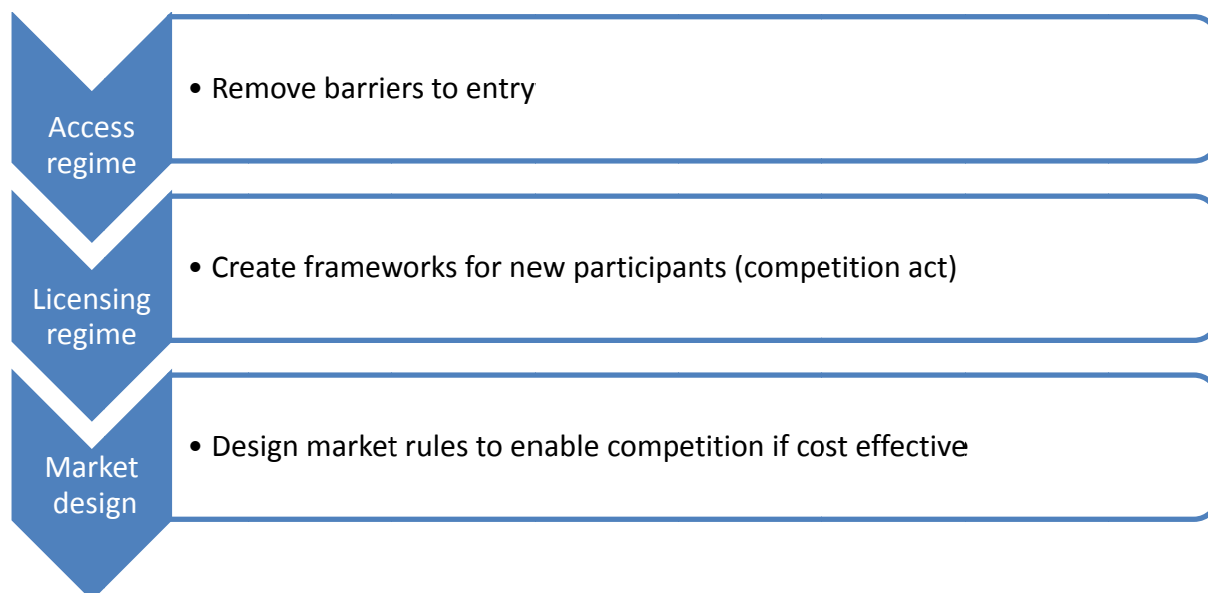 • Remove barriers to entry
Access
regime
• Create frameworks for new participants (competition act)
Licensing
regime
• Design market rules to enable competition if cost effective
Market
design